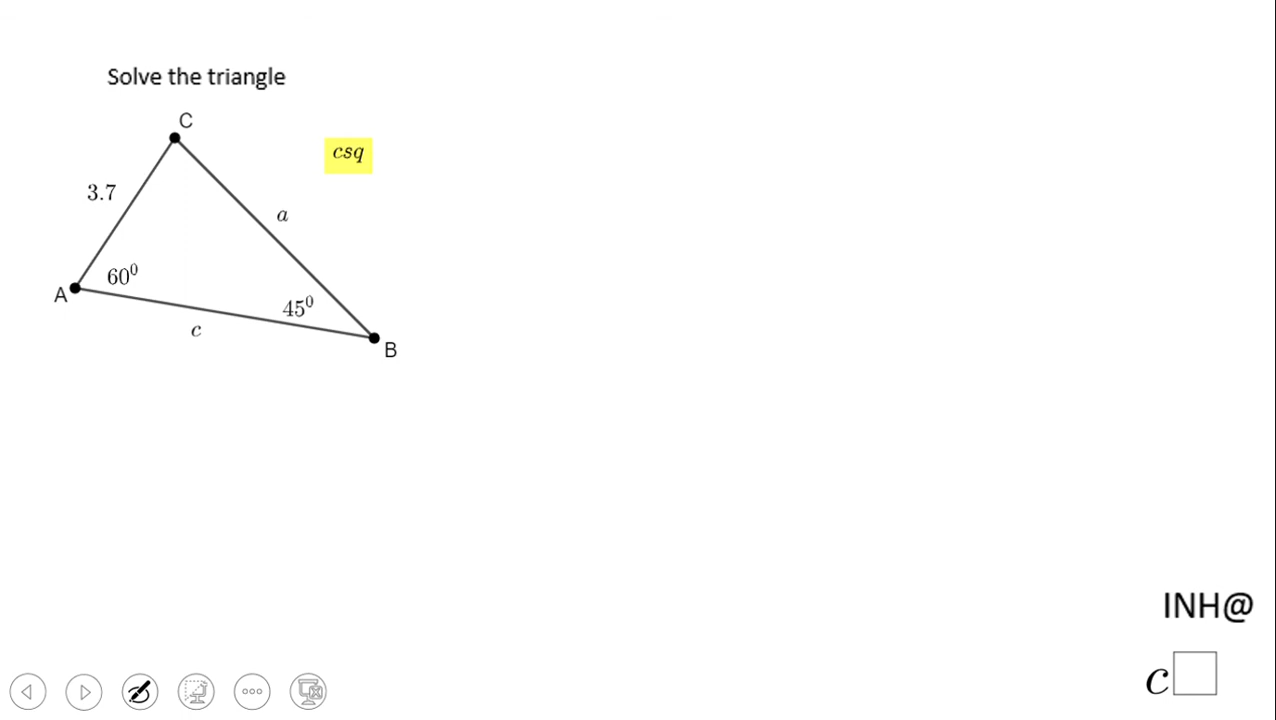 Solve the triangle
C
csq
3.7
a
60⁰
A
45⁰
c
B
INH@
c